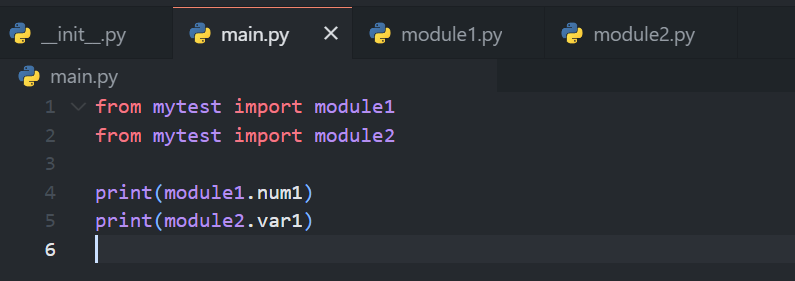 __init__.py main.py module1.py module2.py
main.py
1 from mytest import module1
2 from mytest import module2
3
4 print(module1.num1)
5 print(module2.var1)
6